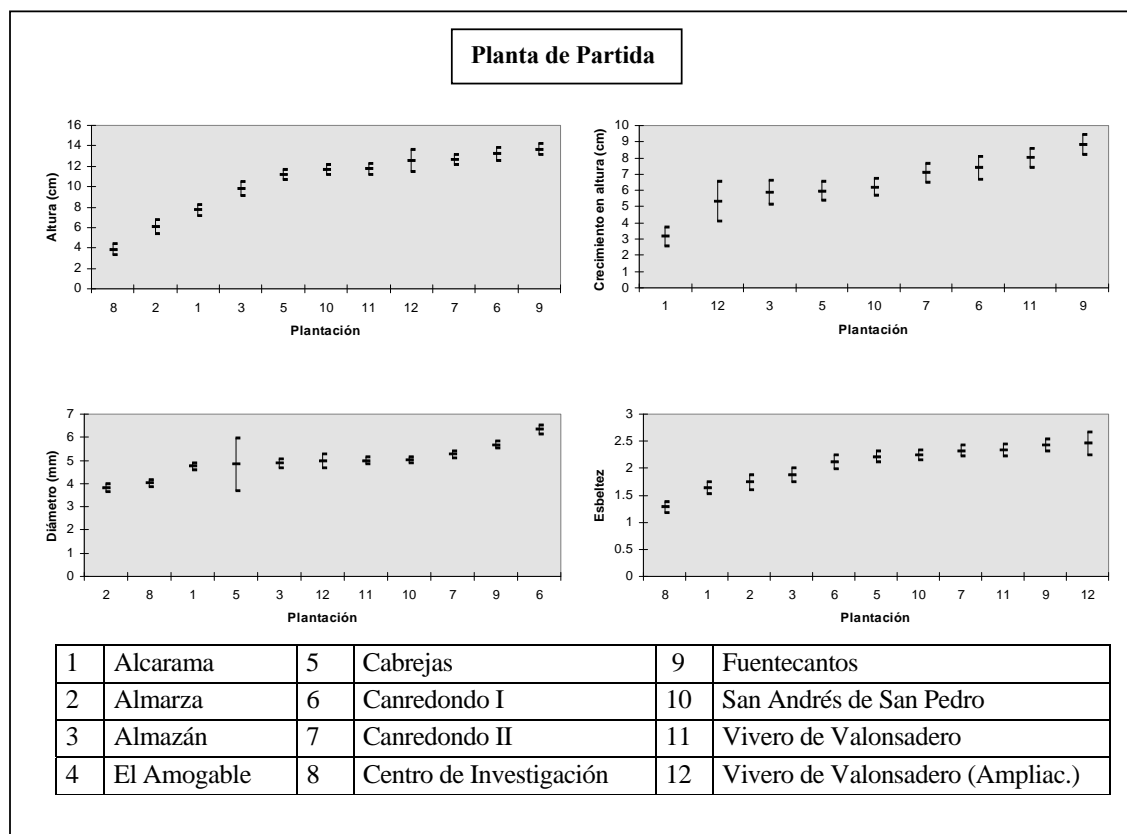 Planta de Partida
Altura (cm)
16
14
12
10
8
6
4
2
0
8 2 1 3 5 10 11 12 7 6 9
Plantación
Crecimiento en altura (cm)
10
9
8
7
6
5
4
3
2
1
0
1 12 3 5 10 7 6 11 9
Plantación
Diámetro (mm)
7
6
5
4
3
2
1
0
2 8 1 5 3 12 11 10 7 9 6
Plantación
Esbeltez
3
2.5
2
1.5
1
0.5
0
8 1 2 3 6 5 10 7 11 9 12
Plantación
1 Alcarama 5 Cabrejas 9 Fuentecantos
2 Almarza 6 Canredondo I 10 San Andrés de San Pedro
3 Almazán 7 Canredondo II 11 Vivero de Valonsadero
4 El Amogable 8 Centro de Investigación 12 Vivero de Valonsadero (Ampliac.)